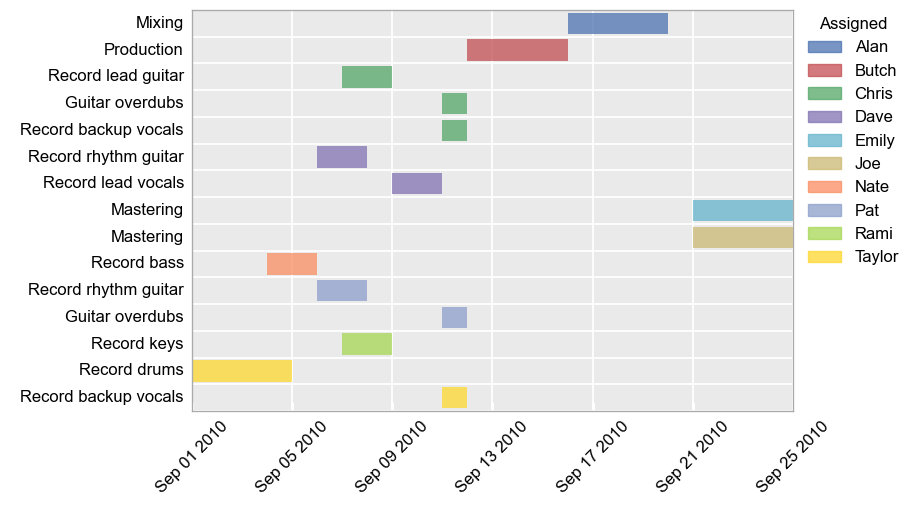 Mixing
Production
Record lead guitar
Guitar overdubs
Record backup vocals
Record rhythm guitar
Record lead vocals
Mastering
Mastering
Record bass
Record rhythm guitar
Guitar overdubs
Record keys
Record drums
Record backup vocals
Sep 01 2010
Sep 05 2010
Sep 09 2010
Sep 13 2010
Sep 17 2010
Sep 21 2010
Sep 25 2010
Assigned
Alan
Butch
Chris
Dave
Emily
Joe
Nate
Pat
Rami
Taylor